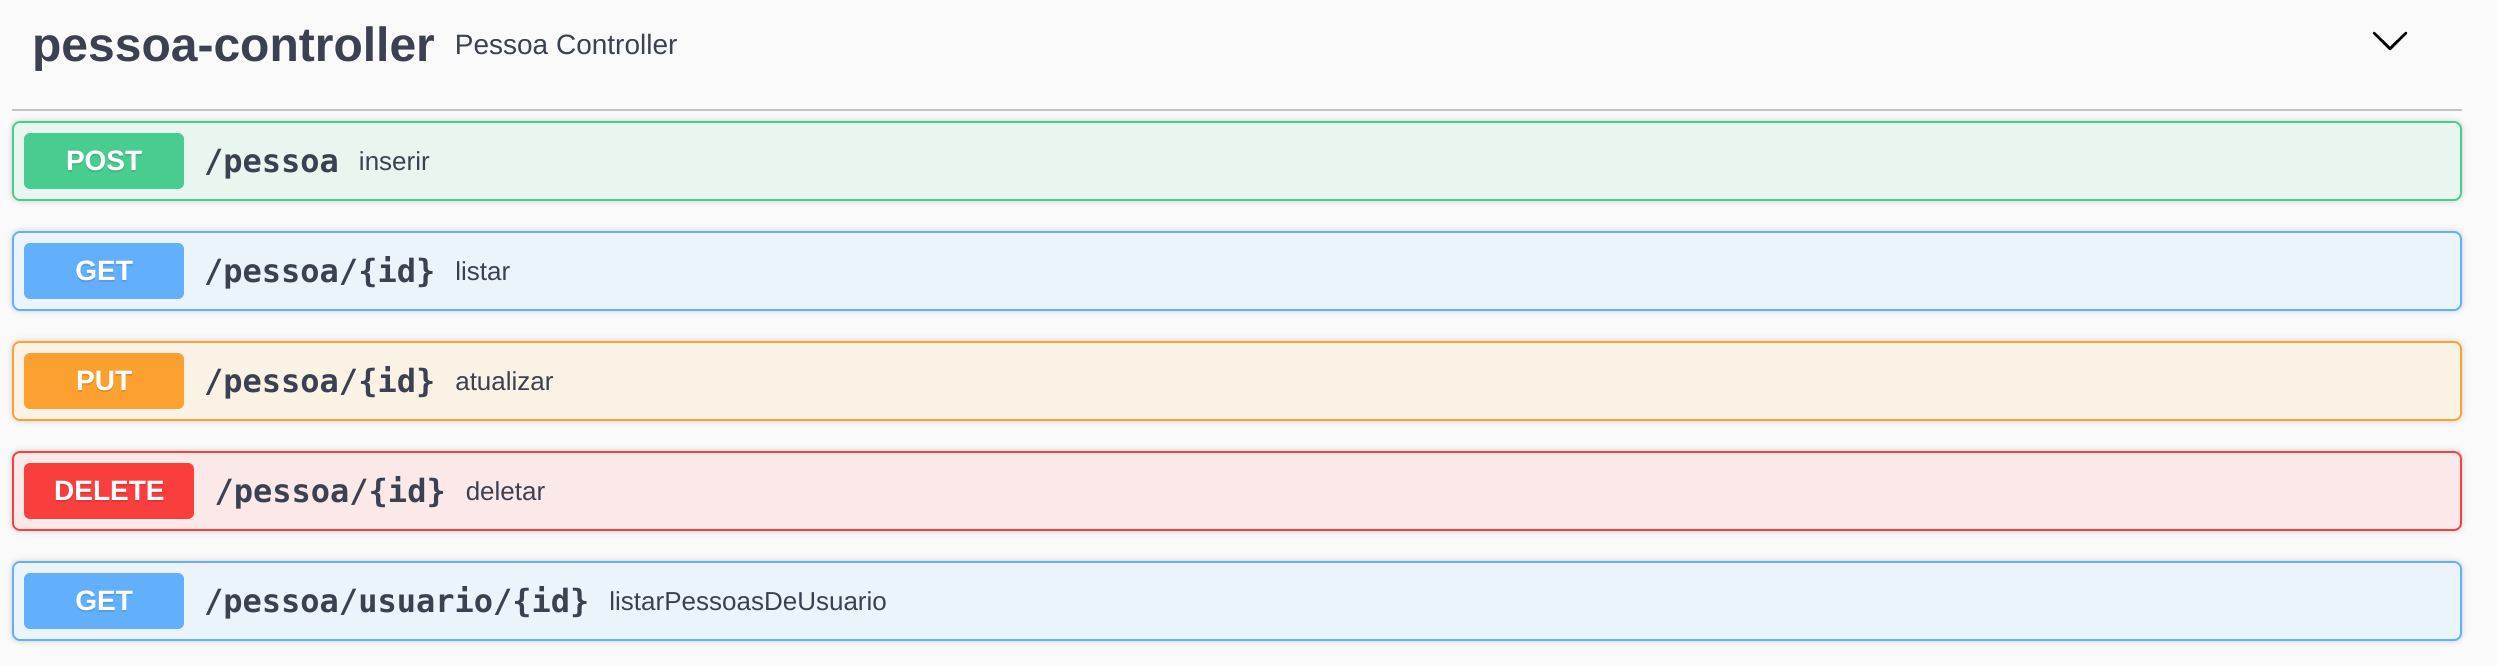 pessoa-controller Pessoa Controller
POST /pessoa inserir
GET /pessoa/{id} listar
PUT /pessoa/{id} atualizar
DELETE /pessoa/{id} deletar
GET /pessoa/usuario/{id} listarPessoasDeUsuario